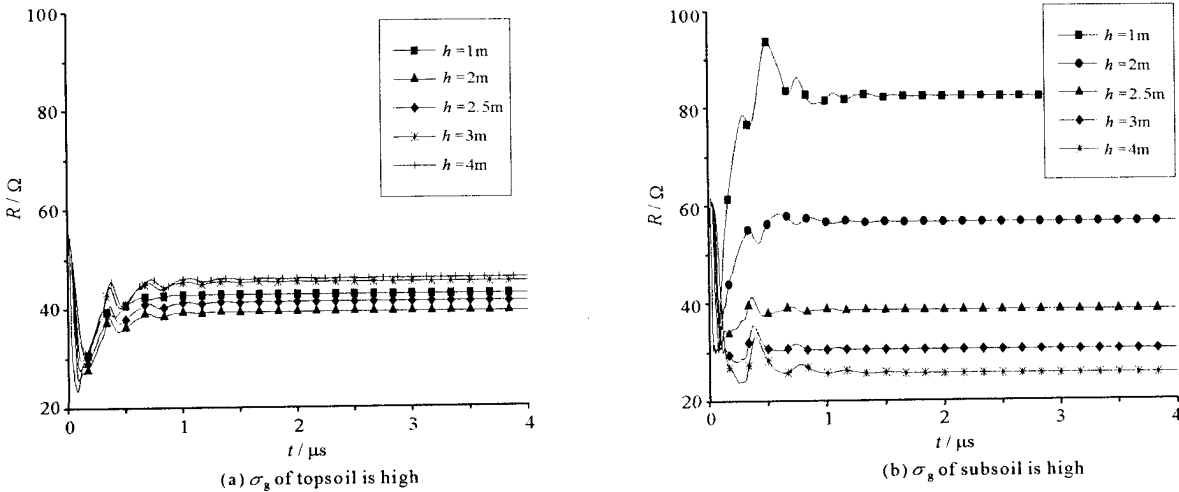 100
80
60
40
20
R / Ω
0
1
2
3
4
t / μs
h =1m
h =2m
h =2.5m
h =3m
h =4m
(a) σg of topsoil is high
100
80
60
40
20
R / Ω
0
1
2
3
4
t / μs
h =1m
h =2m
h =2.5m
h =3m
h =4m
(b) σg of subsoil is high